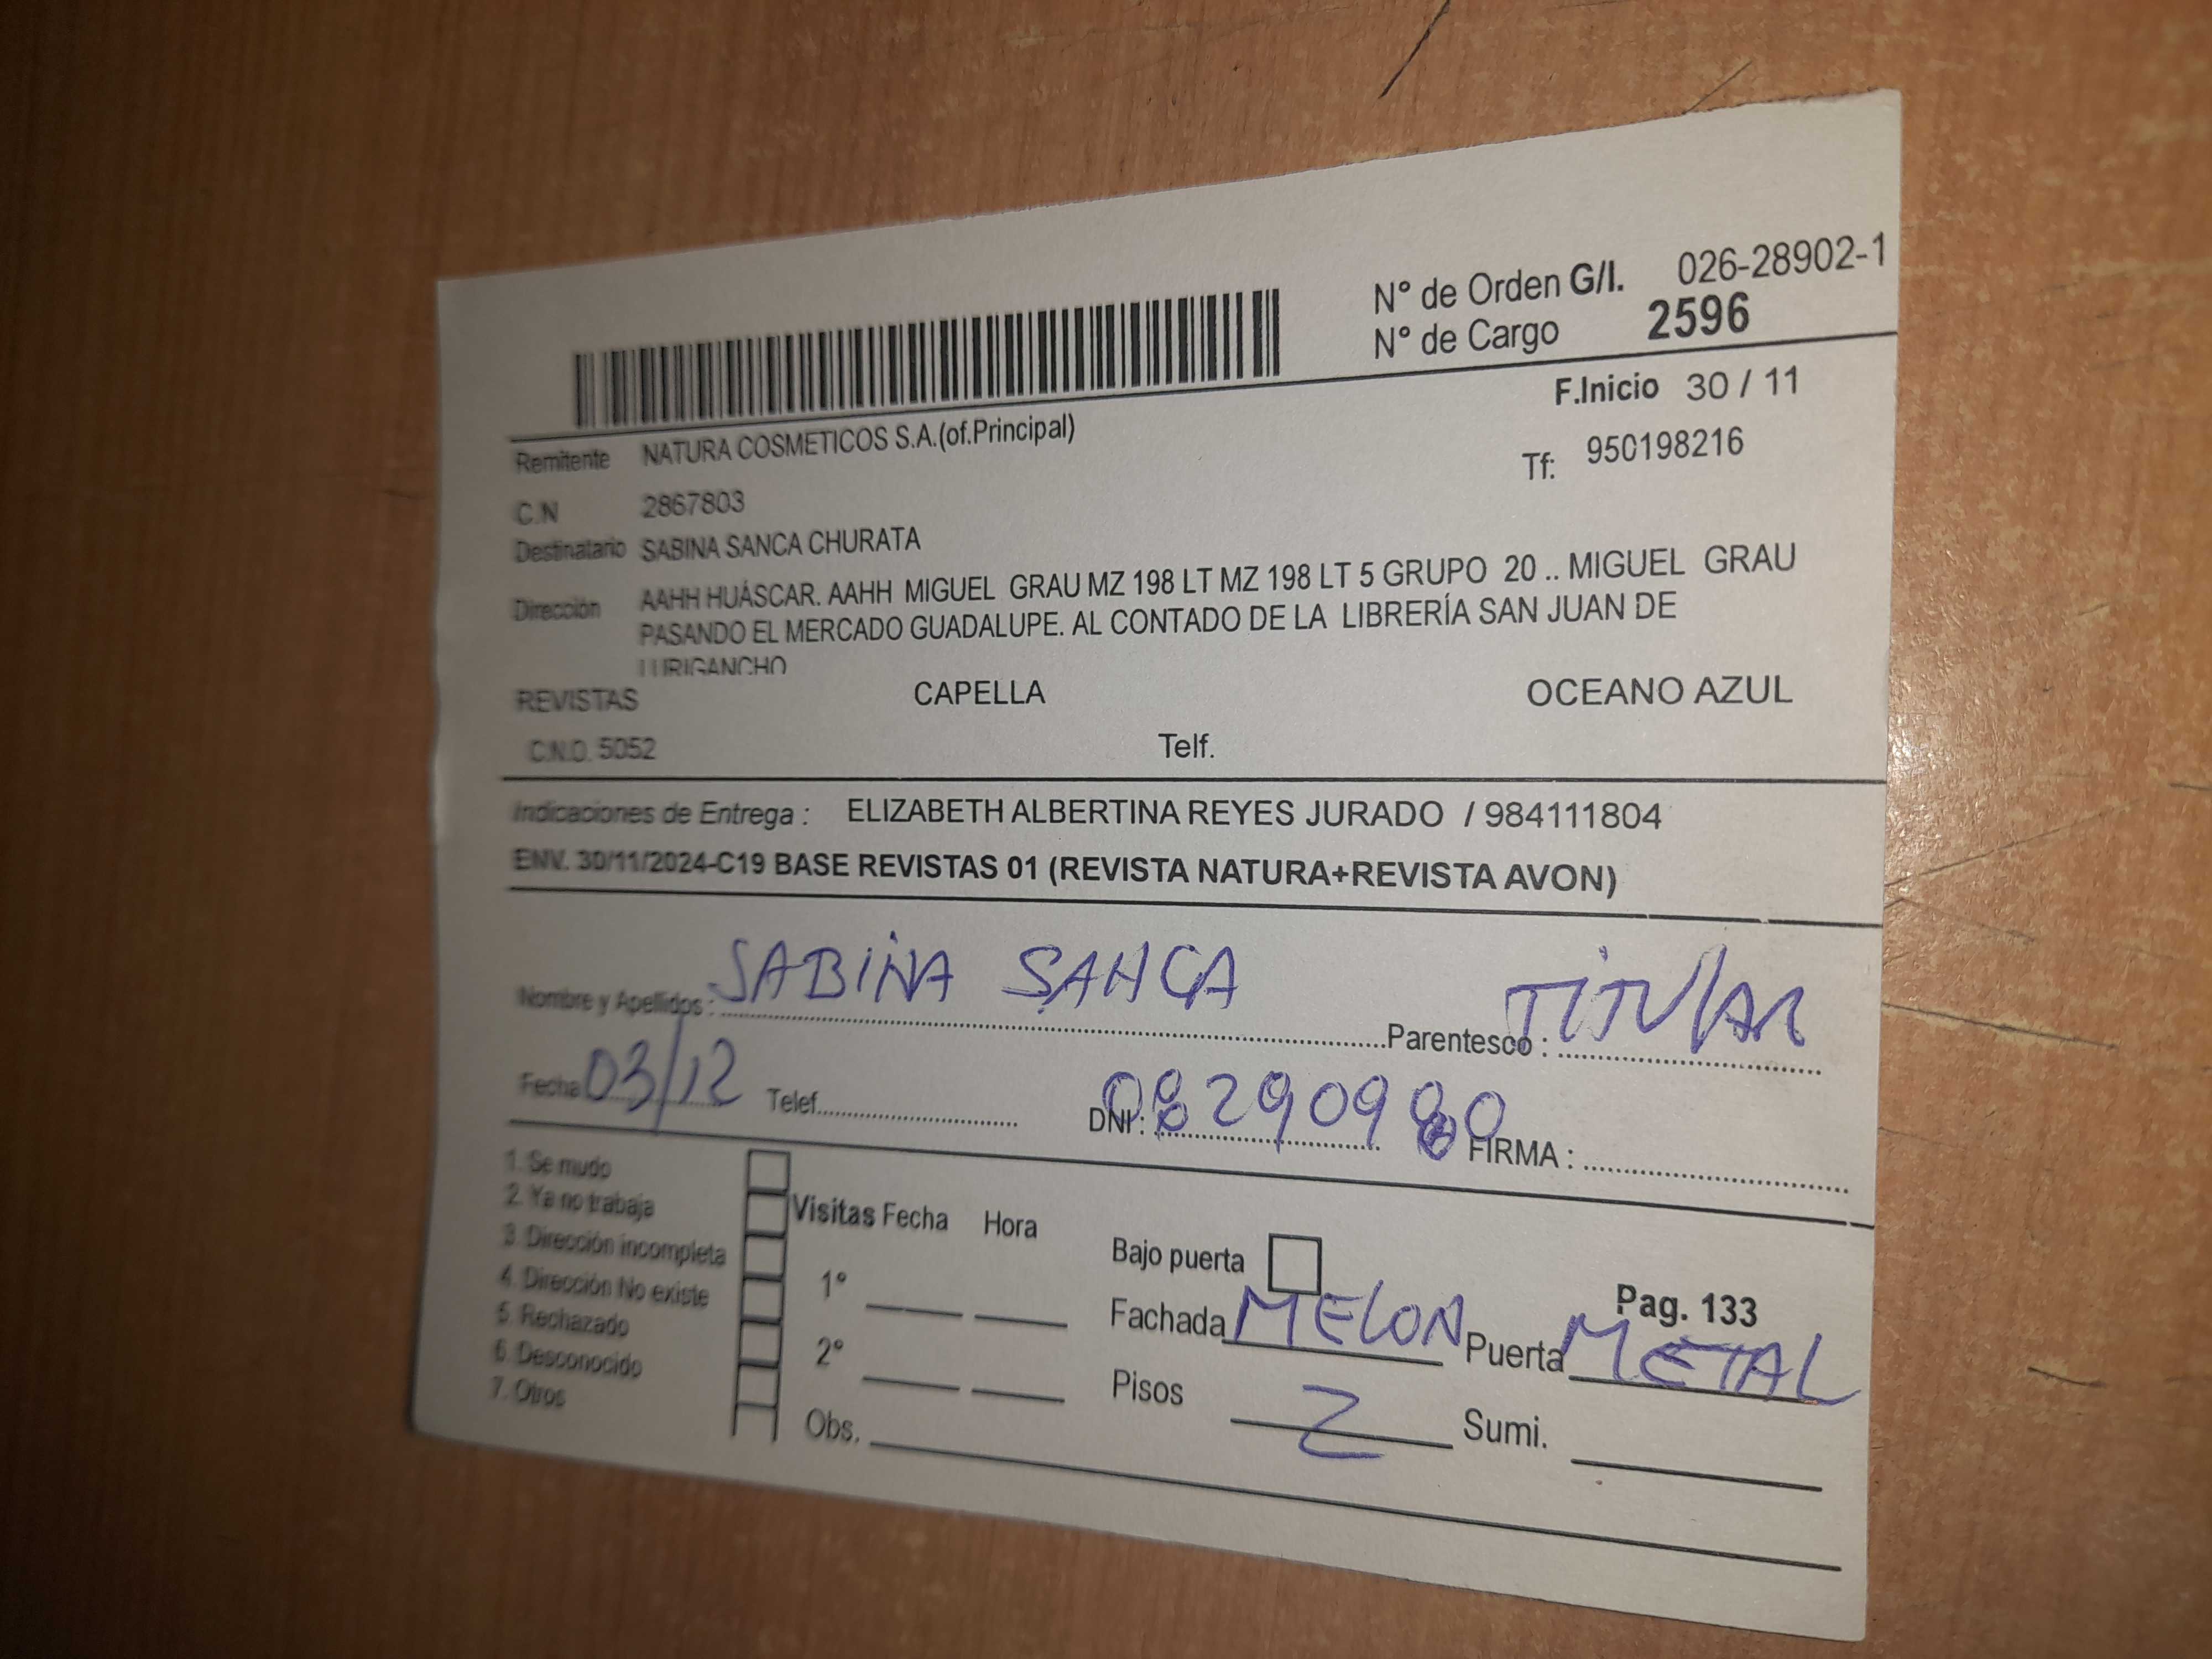 N° de Orden G/I. 026-28902-1
N° de Cargo 2596
F.Inicio 30 / 11
Remitente NATURA COSMETICOS S.A.(of.Principal)
Tf: 950198216
C.N 2867803
Destinatario SABINA SANCA CHURATA
Dirección AAHH HUÁSCAR. AAHH MIGUEL GRAU MZ 198 LT MZ 198 LT 5 GRUPO 20 .. MIGUEL GRAU
PASANDO EL MERCADO GUADALUPE. AL CONTADO DE LA LIBRERÍA SAN JUAN DE
LURIGANCHO
REVISTAS CAPELLA OCEANO AZUL
C.N.O. 5052 Telf.
Indicaciones de Entrega : ELIZABETH ALBERTINA REYES JURADO / 984111804
ENV. 30/11/2024-C19 BASE REVISTAS 01 (REVISTA NATURA+REVISTA AVON)
Nombre y Apellidos : SABINA SANCA Parentesco : TITULAR
Fecha 03/12 Telef. DNI : FIRMA :
1. Se mudo
2. Ya no trabaja
3. Dirección incompleta
4. Dirección No existe
5. Rechazado
6. Desconocido
7. Otros
Visitas Fecha Hora
1°
2°
Obs.
Bajo puerta
Pag. 133
Fachada MELON Puerta METAL
Pisos 2 Sumi.